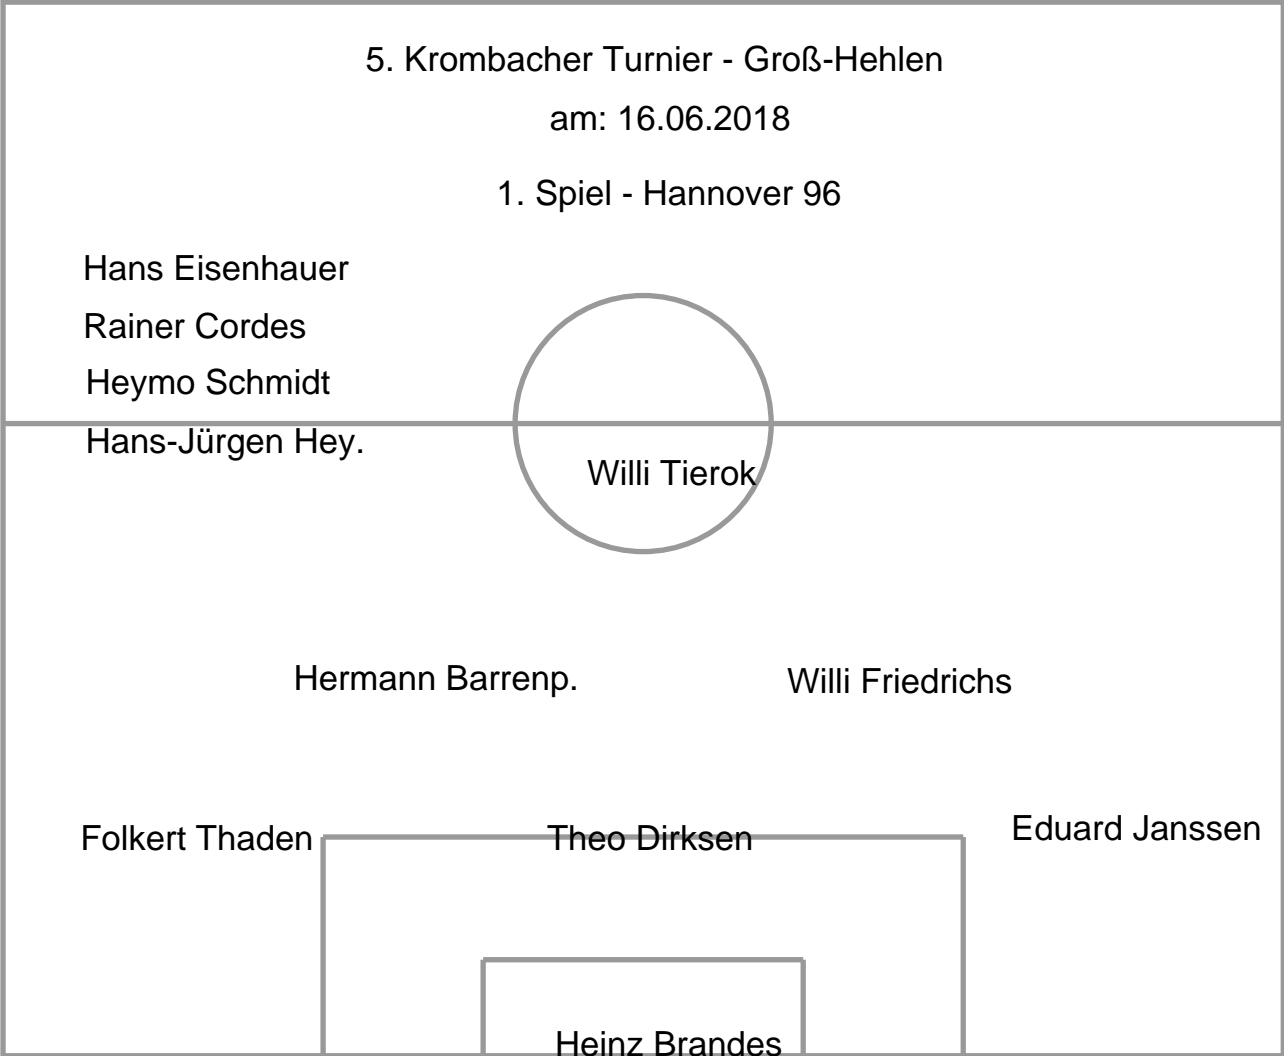 5. Krombacher Turnier - Groß-Hehlen
am: 16.06.2018
1. Spiel - Hannover 96
Hans Eisenhauer
Rainer Cordes
Heymo Schmidt
Hans-Jürgen Hey.
Willi Tierok
Hermann Barrenp.
Willi Friedrichs
Folkert Thaden
Theo Dirksen
Eduard Janssen
Heinz Brandes